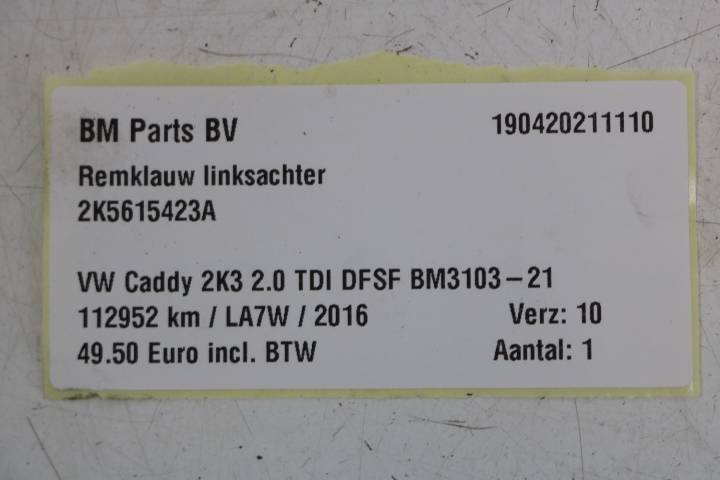 BM Parts BV 190420211110
Remklauw linksachter
2K5615423A
VW Caddy 2K3 2.0 TDI DFSF BM3103-21
112952 km / LA7W / 2016 Verz: 10
49.50 Euro incl. BTW Aantal: 1